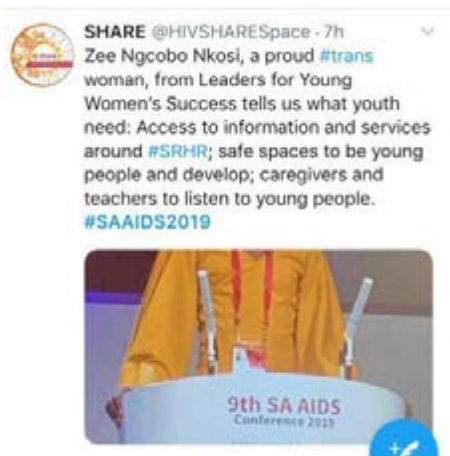 SHARE @HIVSHARESpace · 7h
Zee Ngcobo Nkosi, a proud #trans
woman, from Leaders for Young
Women's Success tells us what youth
need: Access to information and services
around #SRHR; safe spaces to be young
people and develop; caregivers and
teachers to listen to young people.
#SAAIDS2019
9th SA AIDS
Conference 2019